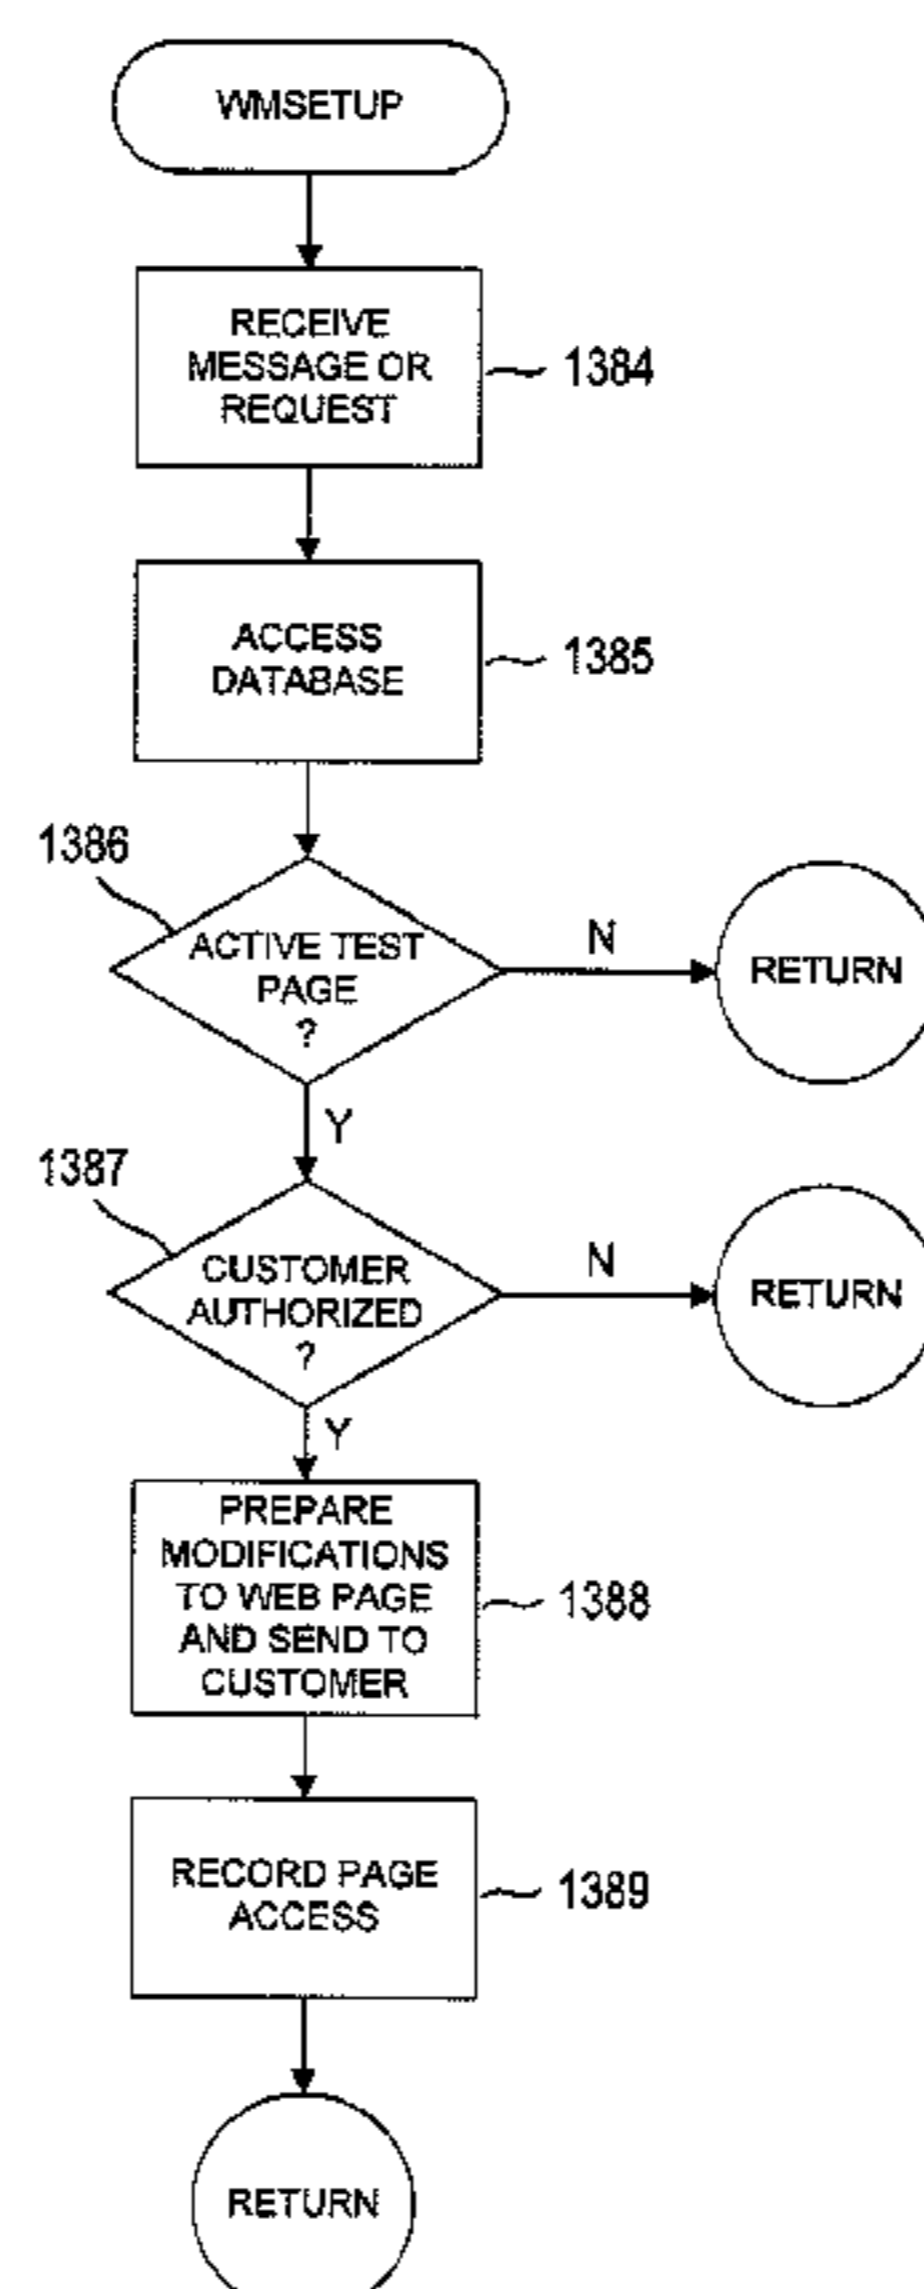 WMSETUP
RECEIVE
MESSAGE OR
REQUEST
1384
ACCESS
DATABASE
1385
1386
ACTIVE TEST
PAGE
?
N
RETURN
Y
1387
CUSTOMER
AUTHORIZED
?
N
RETURN
Y
PREPARE
MODIFICATIONS
TO WEB PAGE
AND SEND TO
CUSTOMER
1388
RECORD PAGE
ACCESS
1389
RETURN